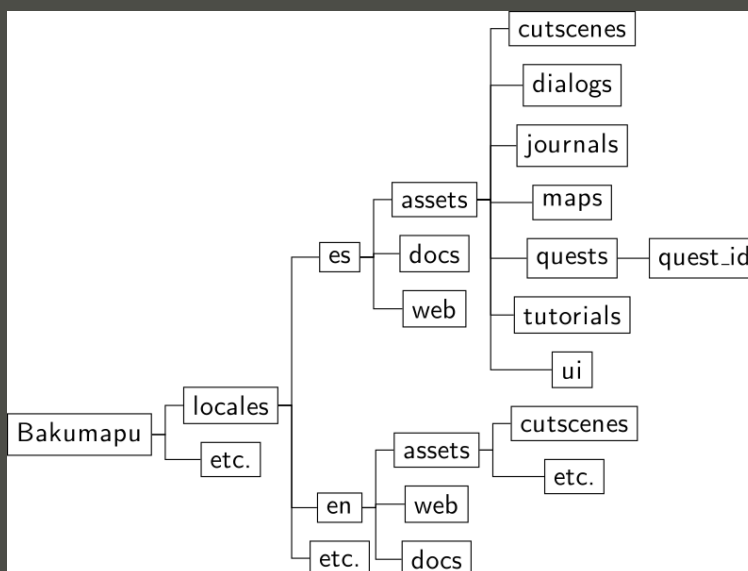 cutscenes
dialogs
journals
assets
maps
es
docs
quests
quest_id
web
tutorials
ui
locales
Bakumapu
etc.
cutscenes
assets
etc.
en
web
etc.
docs